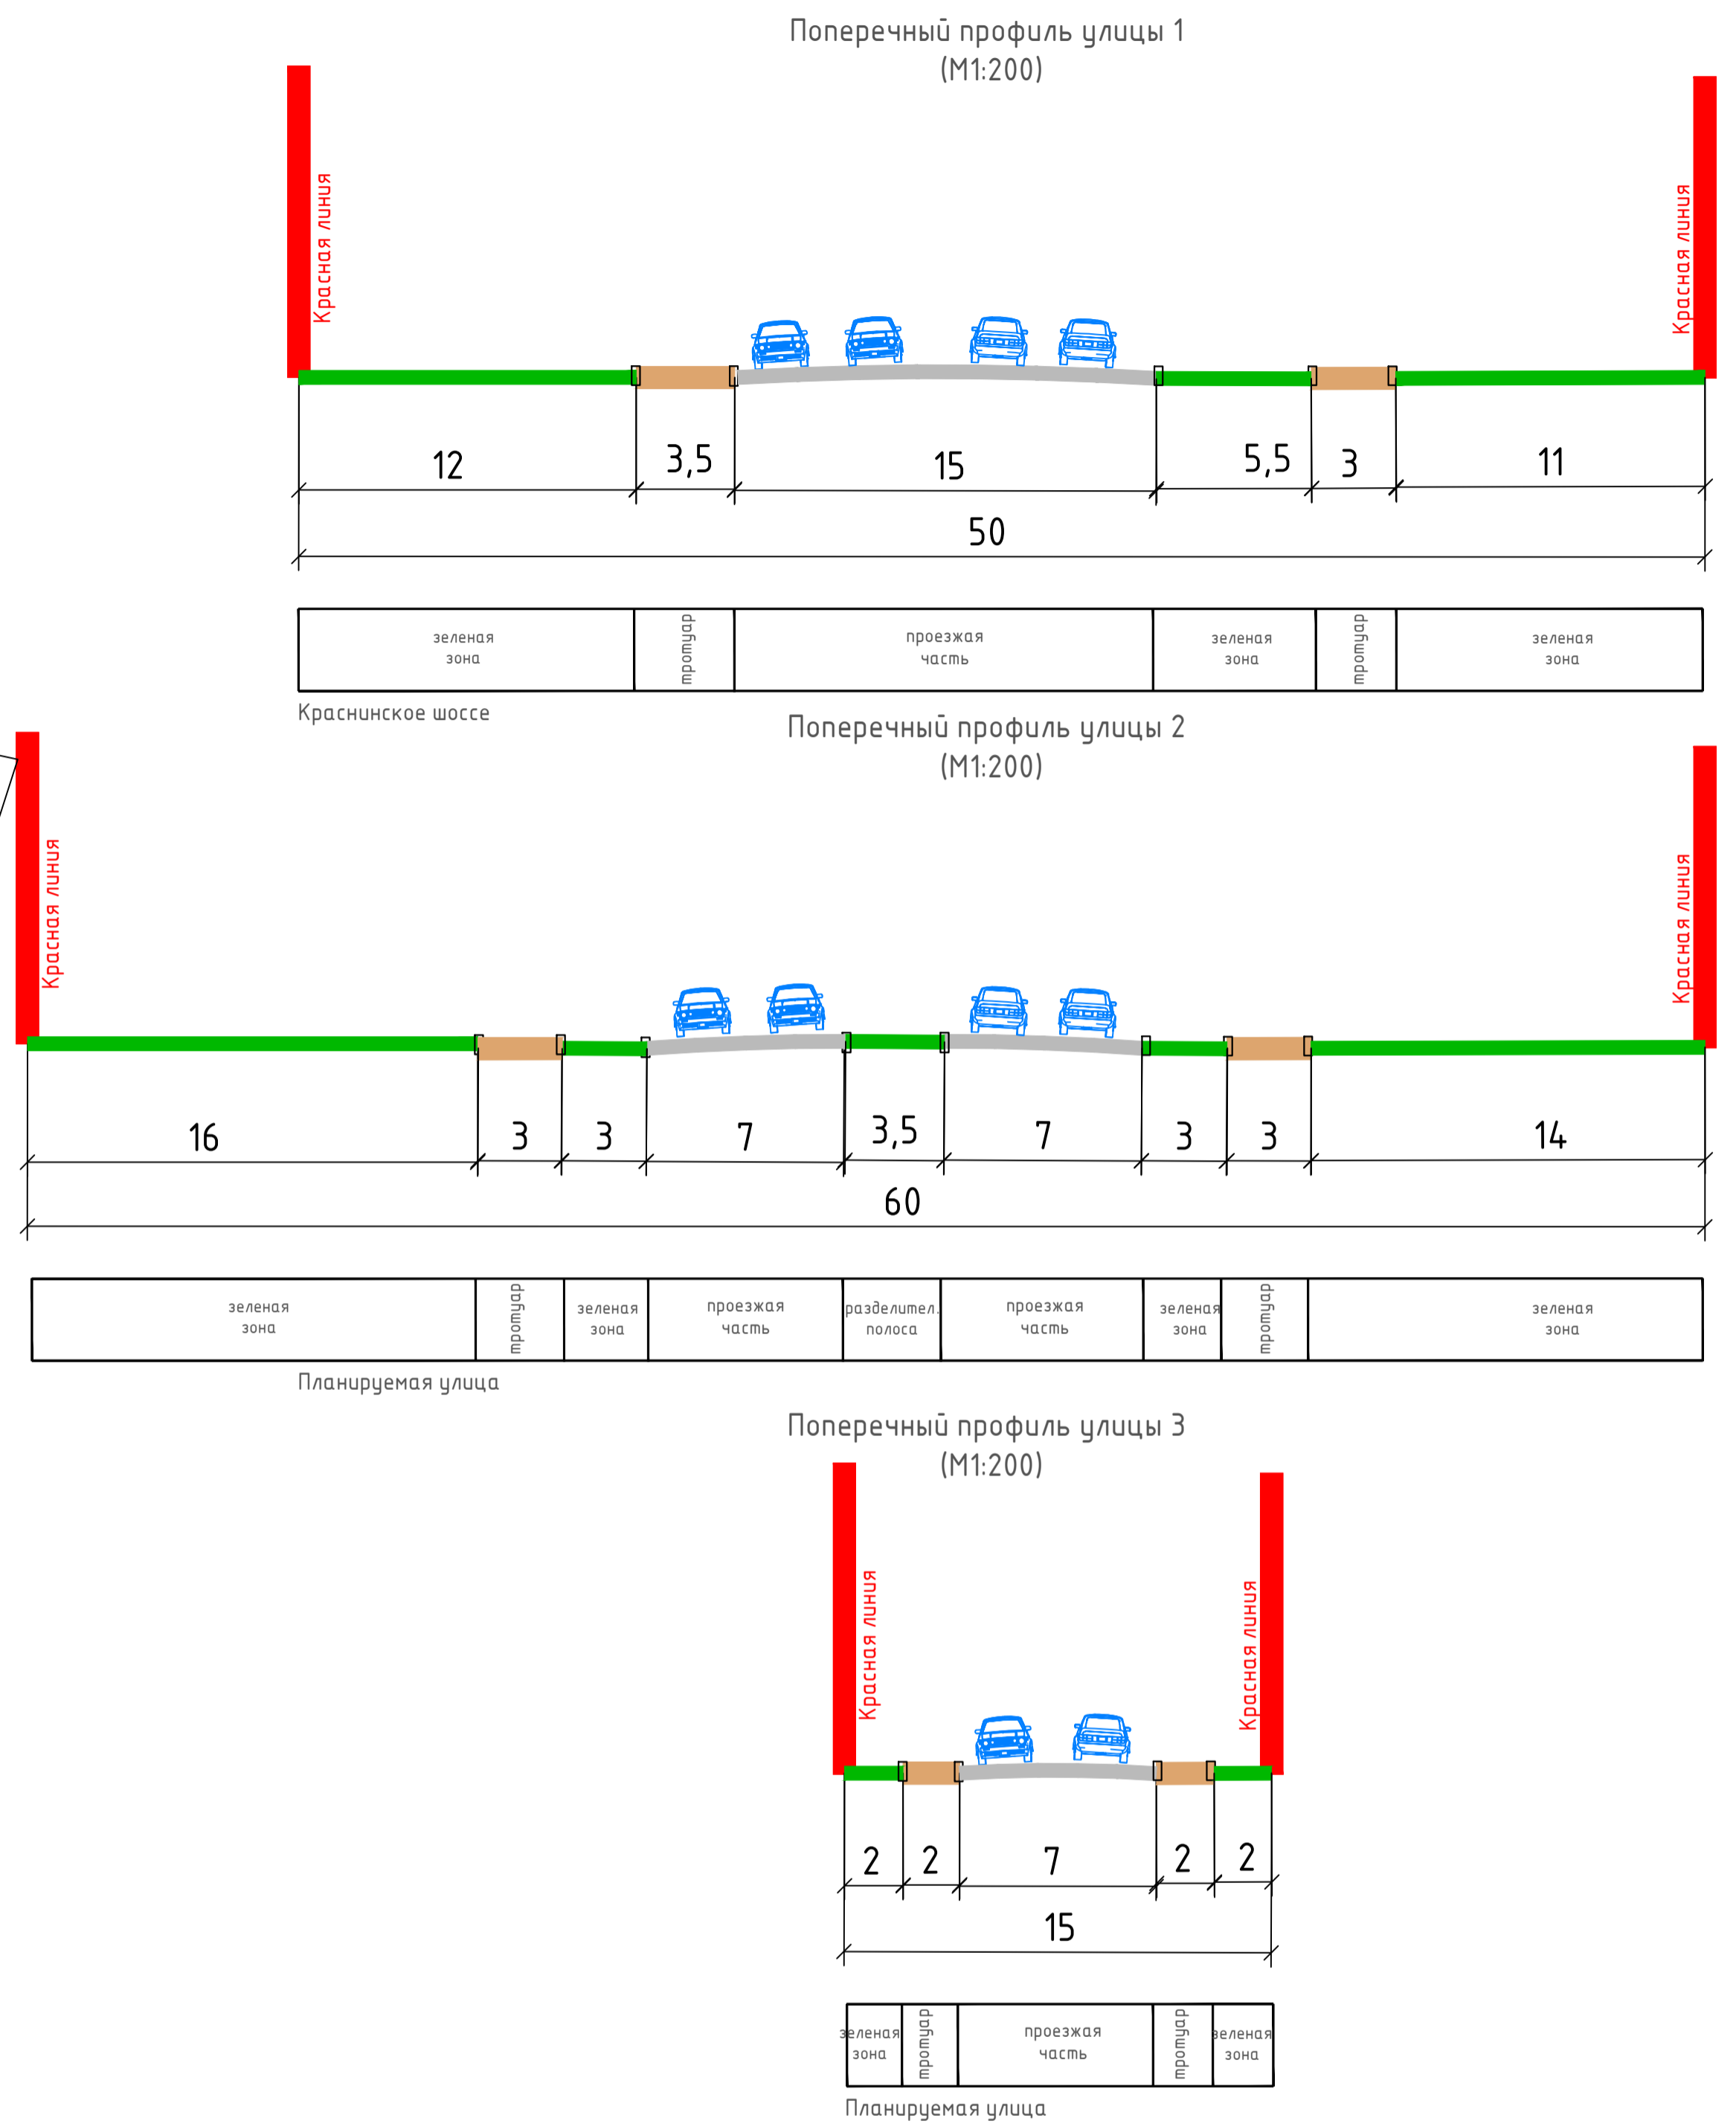 Поперечный профиль улицы 1
(М1:200)
Красная линия
Красная линия
12
3,5
15
5,5
3
11
50
зеленая
зона
тротуар
проезжая
часть
зеленая
зона
тротуар
зеленая
зона
Краснинское шоссе
Поперечный профиль улицы 2
(М1:200)
Красная линия
Красная линия
16
3
3
7
3,5
7
3
3
14
60
зеленая
зона
тротуар
зеленая
зона
проезжая
часть
разделител.
полоса
проезжая
часть
зеленая
зона
тротуар
зеленая
зона
Планируемая улица
Поперечный профиль улицы 3
(М1:200)
Красная линия
Красная линия
2
2
7
2
2
15
зеленая
зона
тротуар
проезжая
часть
тротуар
зеленая
зона
Планируемая улица